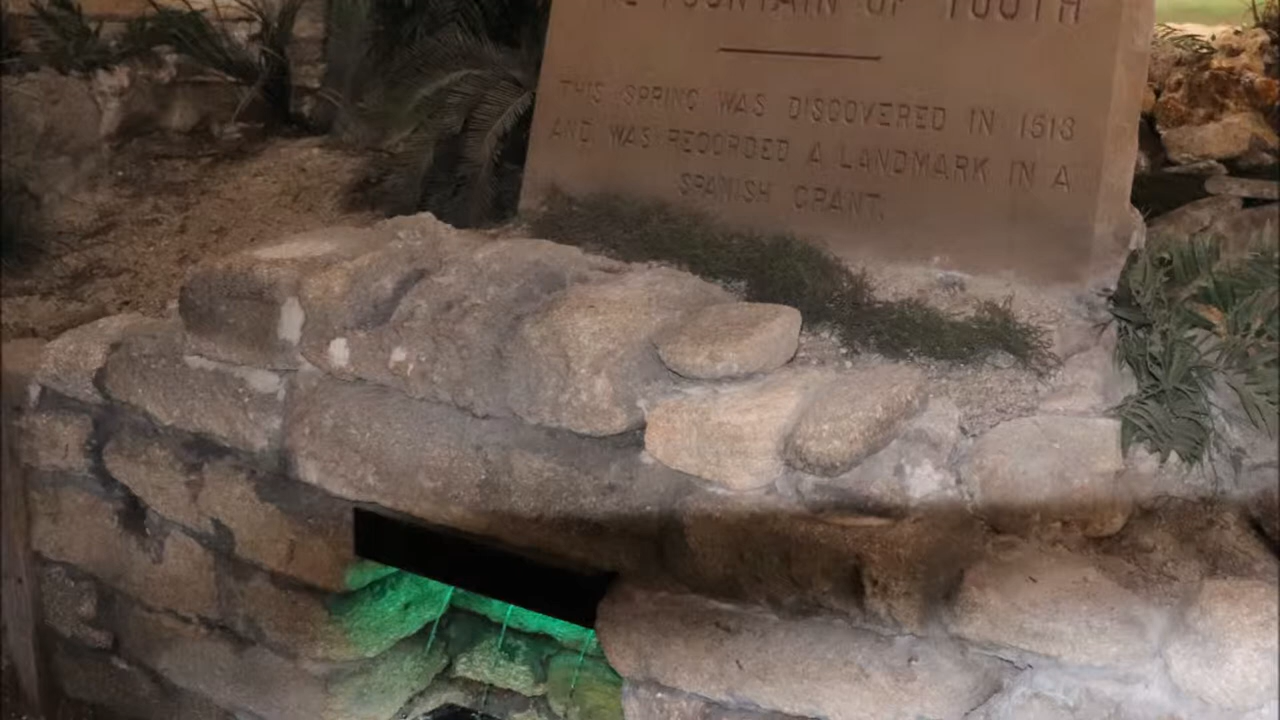 FOUNTAIN OF YOUTH
THIS SPRING WAS DISCOVERED IN 1513
AND WAS RECORDED A LANDMARK IN A
SPANISH GRANT.